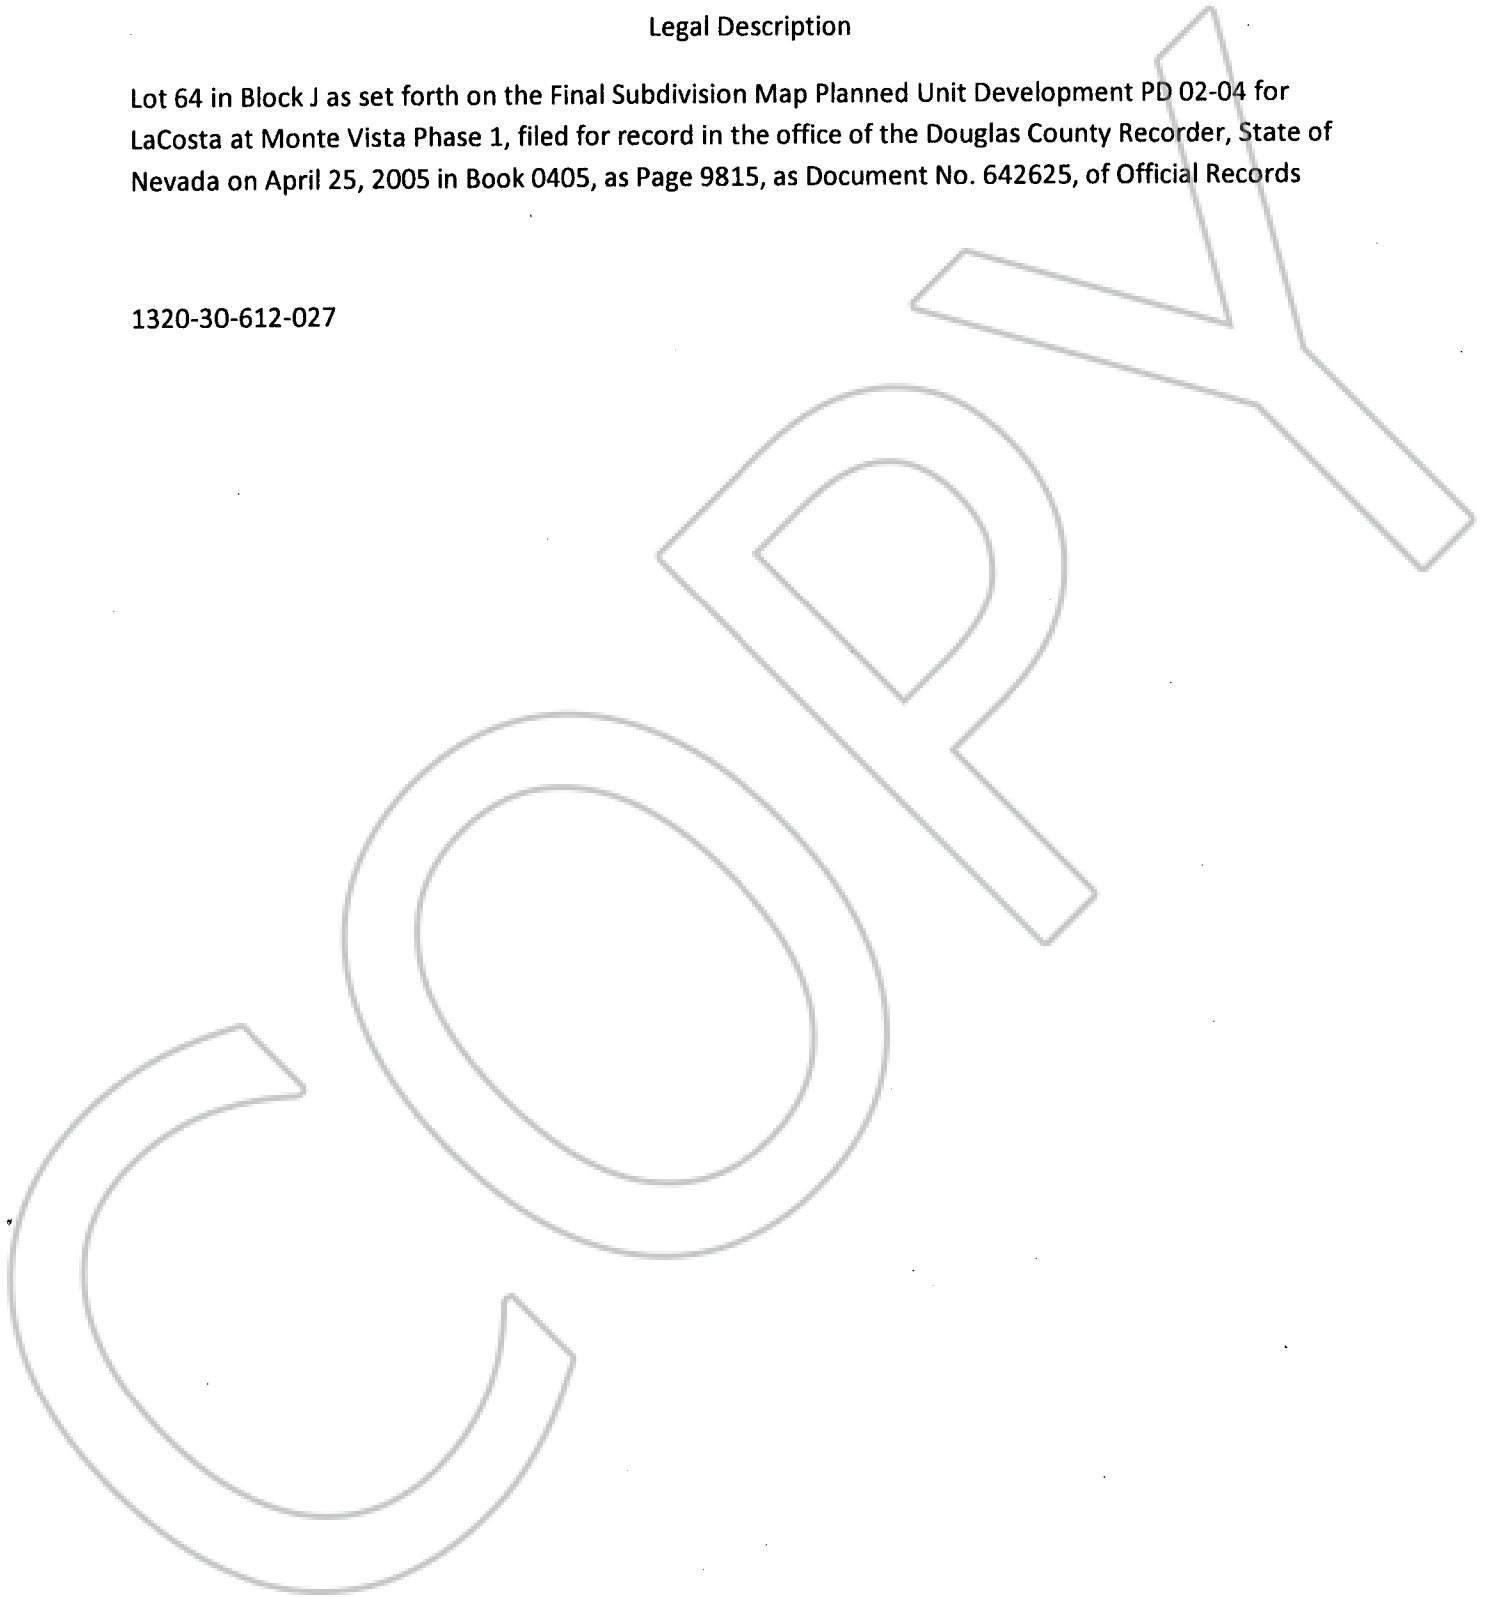 Legal Description
Lot 64 in Block J as set forth on the Final Subdivision Map Planned Unit Development PD 02-04 for
LaCosta at Monte Vista Phase 1, filed for record in the office of the Douglas County Recorder, State of
Nevada on April 25, 2005 in Book 0405, as Page 9815, as Document No. 642625, of Official Records
1320-30-612-027
COPY